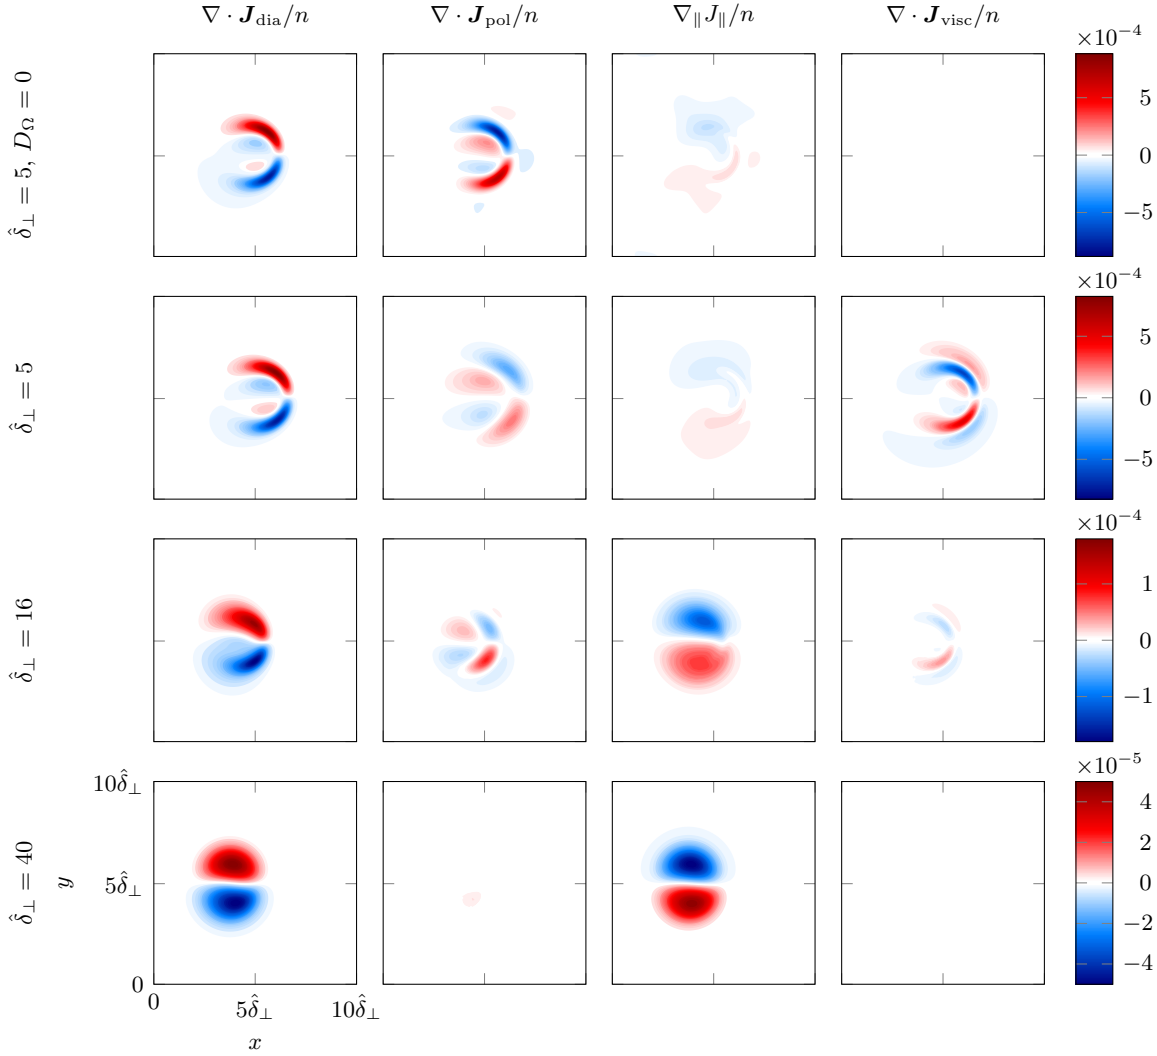 ∇ · J_dia/n ∇ · J_pol/n ∇_∥J_∥/n ∇ · J_visc/n
×10⁻⁴
δ̂_⊥ = 5, D_Ω = 0
5
0
−5
×10⁻⁴
δ̂_⊥ = 5
5
0
−5
×10⁻⁴
δ̂_⊥ = 16
1
0
−1
×10⁻⁵
δ̂_⊥ = 40
y
10δ̂_⊥
5δ̂_⊥
0
4
2
0
−2
−4
0 5δ̂_⊥ 10δ̂_⊥
x